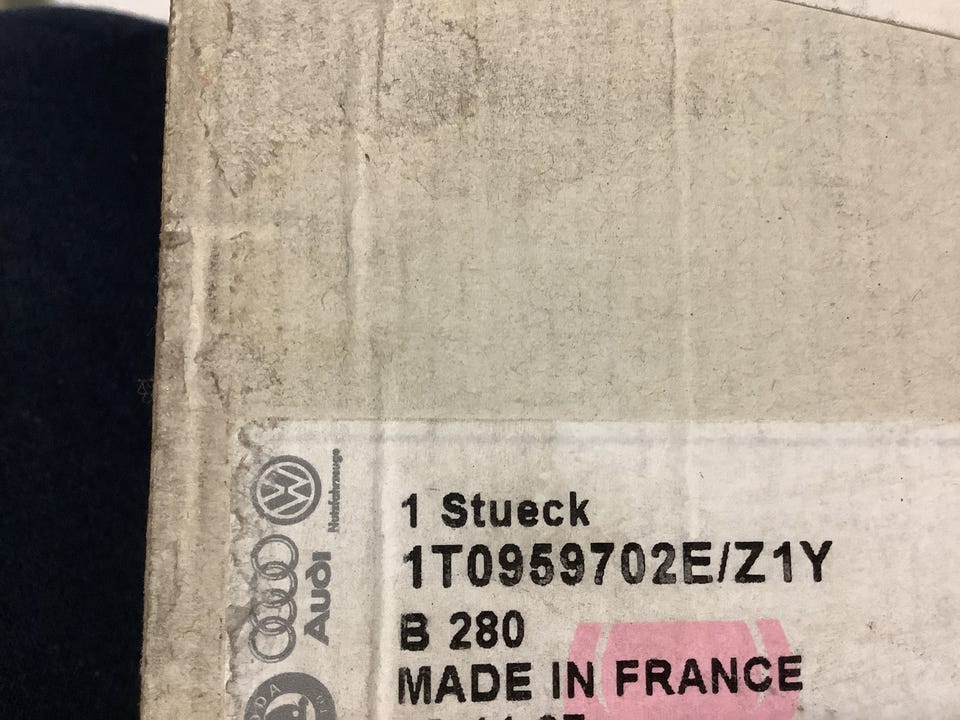 1 Stueck
1T0959702E/Z1Y
B 280
MADE IN FRANCE
Nutzfahrzeuge
Audi